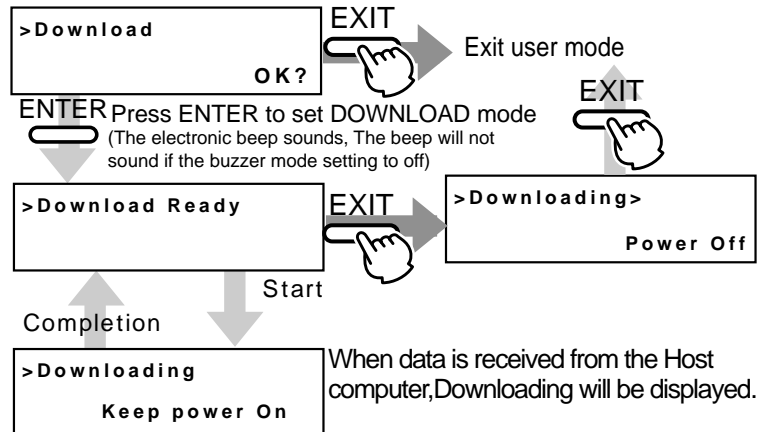 >Download
OK?
EXIT
Exit user mode
ENTER Press ENTER to set DOWNLOAD mode
(The electronic beep sounds, The beep will not
sound if the buzzer mode setting to off)
EXIT
>Download Ready
EXIT
>Downloading>
Power Off
Start
Completion
>Downloading
Keep power On
When data is received from the Host
computer,Downloading will be displayed.